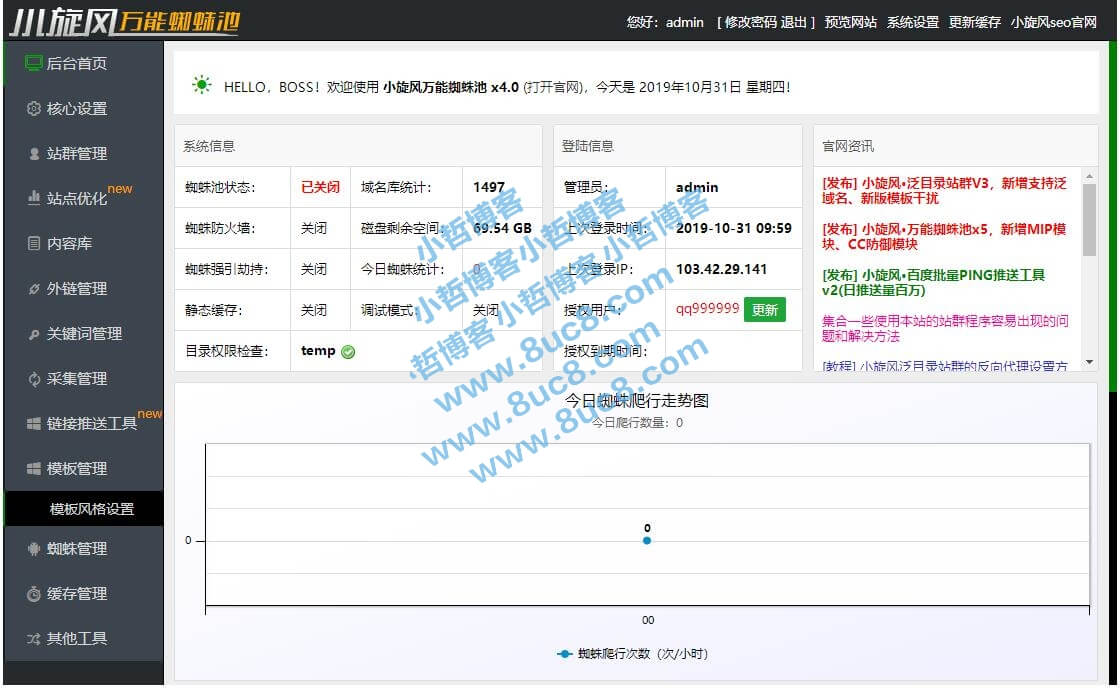 小旋风万能蜘蛛池
您好：admin [ 修改密码 退出 ] 预览网站 系统设置 更新缓存 小旋风seo官网
后台首页
核心设置
站群管理
站点优化 new
内容库
外链管理
关键词管理
采集管理
链接推送工具 new
模板管理
模板风格设置
蜘蛛管理
缓存管理
其他工具
HELLO，BOSS！欢迎使用 小旋风万能蜘蛛池 x4.0 (打开官网)，今天是 2019年10月31日 星期四！
系统信息
蜘蛛池状态： 已关闭 域名库统计： 1497
蜘蛛防火墙： 关闭 磁盘剩余空间： 69.54 GB
蜘蛛强引劫持： 关闭 今日蜘蛛统计： 0
静态缓存： 关闭 调试模式： 关闭
目录权限检查： temp
登陆信息
管理员： admin
上次登录时间： 2019-10-31 09:59
上次登录IP： 103.42.29.141
授权用户： qq999999 更新
授权到期时间：
官网资讯
[发布] 小旋风•泛目录站群V3，新增支持泛
域名、新版模板干扰
[发布] 小旋风•万能蜘蛛池x5，新增MIP模
块、CC防御模块
[发布] 小旋风•百度批量PING推送工具
v2(日推送量百万)
集合一些使用本站的站群程序容易出现的问
题和解决方法
[教程] 小旋风泛目录站群的反向代理设置方
今日蜘蛛爬行走势图
今日爬行数量：0
0
0
00
蜘蛛爬行次数（次/小时）
小哲博客
小哲博客小哲博客
哲博客小哲博客
www.8uc8.com
www.8uc8.com
www.8uc8.com